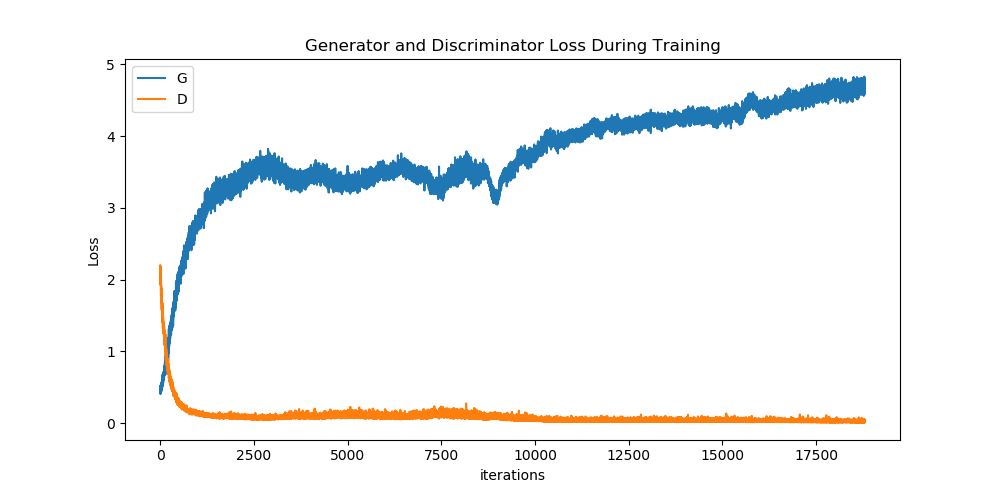 Generator and Discriminator Loss During Training
G
D
5
4
3
2
1
0
Loss
0 2500 5000 7500 10000 12500 15000 17500
iterations